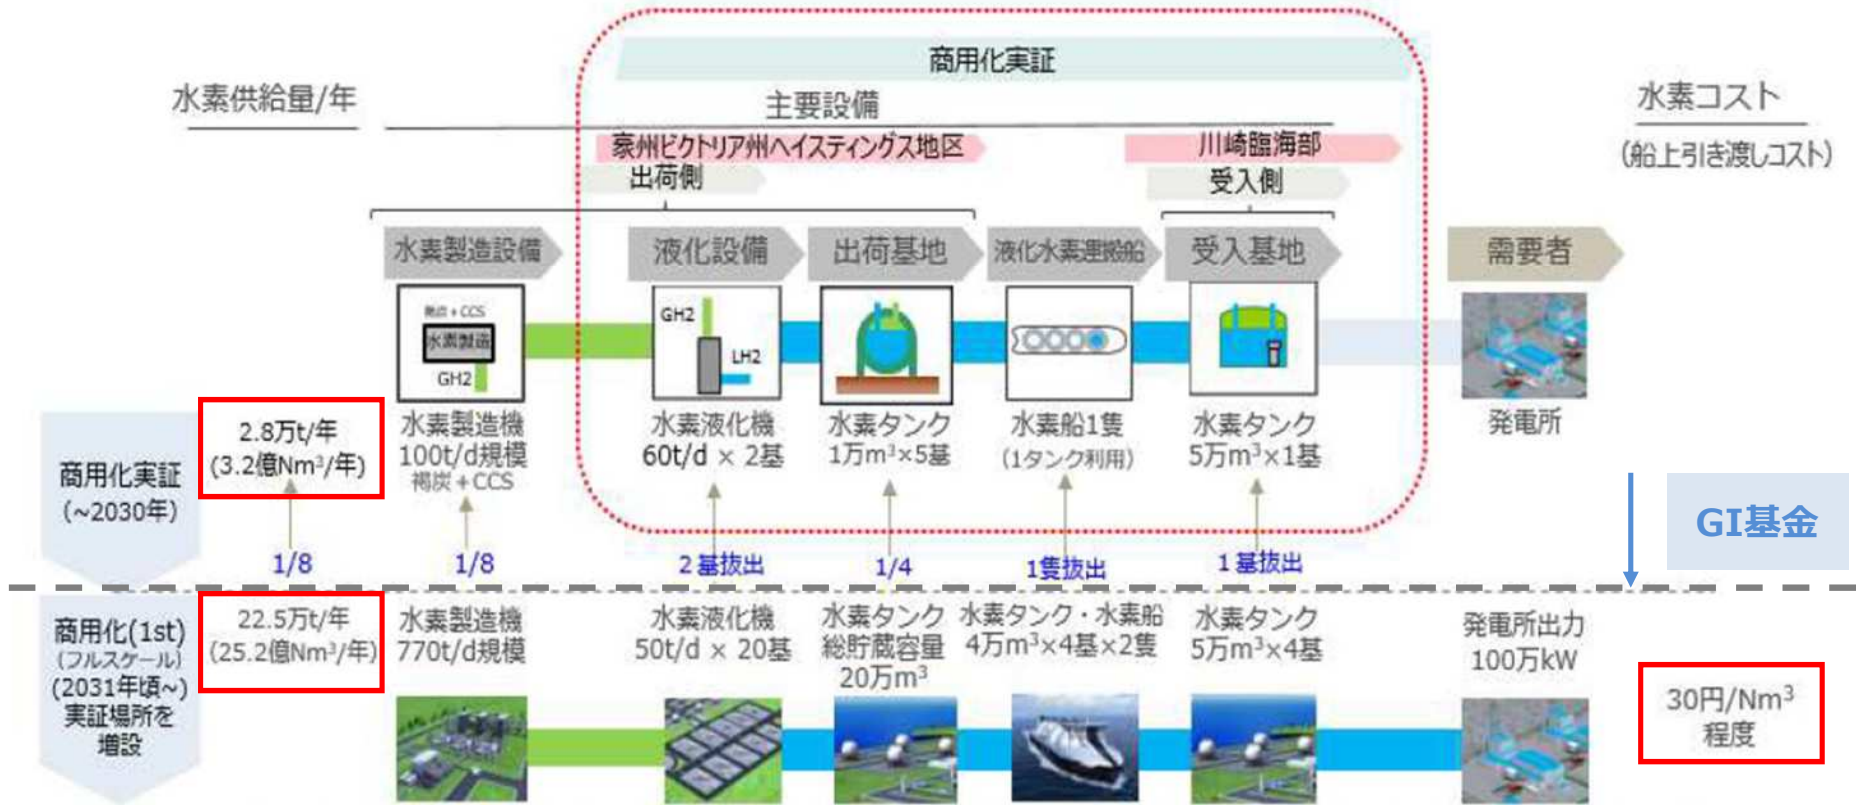 商用化実証
水素供給量/年
主要設備
水素コスト
(船上引き渡しコスト)
豪州ビクトリア州ヘイスティングス地区
川崎臨海部
出荷側
受入側
水素製造設備
液化設備
出荷基地
液化水素運搬船
受入基地
需要者
褐炭+CCS
水素製造
GH2
GH2
LH2
商用化実証
(~2030年)
2.8万t/年
(3.2億Nm³/年)
水素製造機
100t/d規模
褐炭+CCS
水素液化機
60t/d × 2基
水素タンク
1万m³×5基
水素船1隻
(1タンク利用)
水素タンク
5万m³×1基
発電所
GI基金
1/8
1/8
2基抜出
1/4
1隻抜出
1基抜出
商用化(1st)
(フルスケール)
(2031年頃~)
実証場所を
増設
22.5万t/年
(25.2億Nm³/年)
水素製造機
770t/d規模
水素液化機
50t/d × 20基
水素タンク
総貯蔵容量
20万m³
水素タンク・水素船
4万m³×4基×2隻
水素タンク
5万m³×4基
発電所出力
100万kW
30円/Nm³
程度